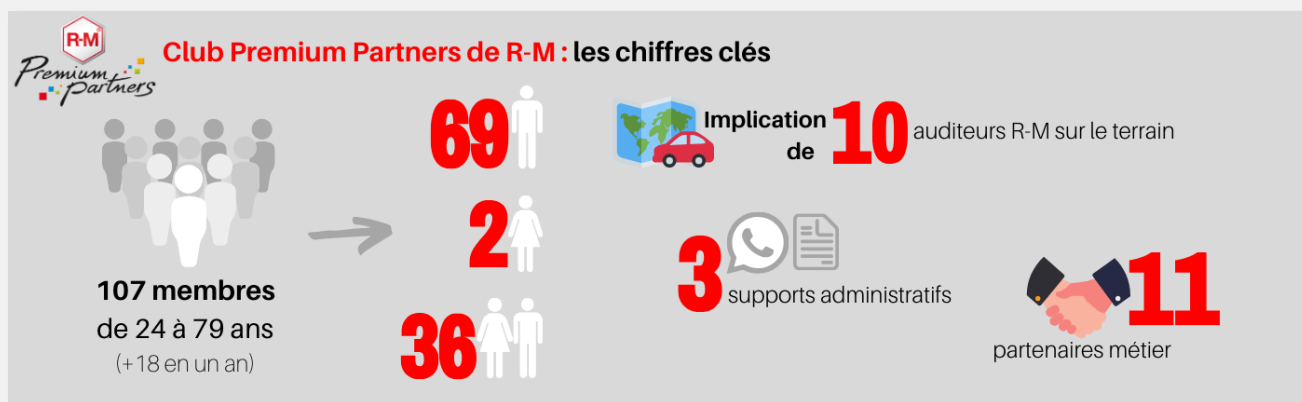 R-M
Premium
Partners
Club Premium Partners de R-M : les chiffres clés
107 membres
de 24 à 79 ans
(+18 en un an)
69
2
36
Implication
de 10 auditeurs R-M sur le terrain
3 supports administratifs
11
partenaires métier